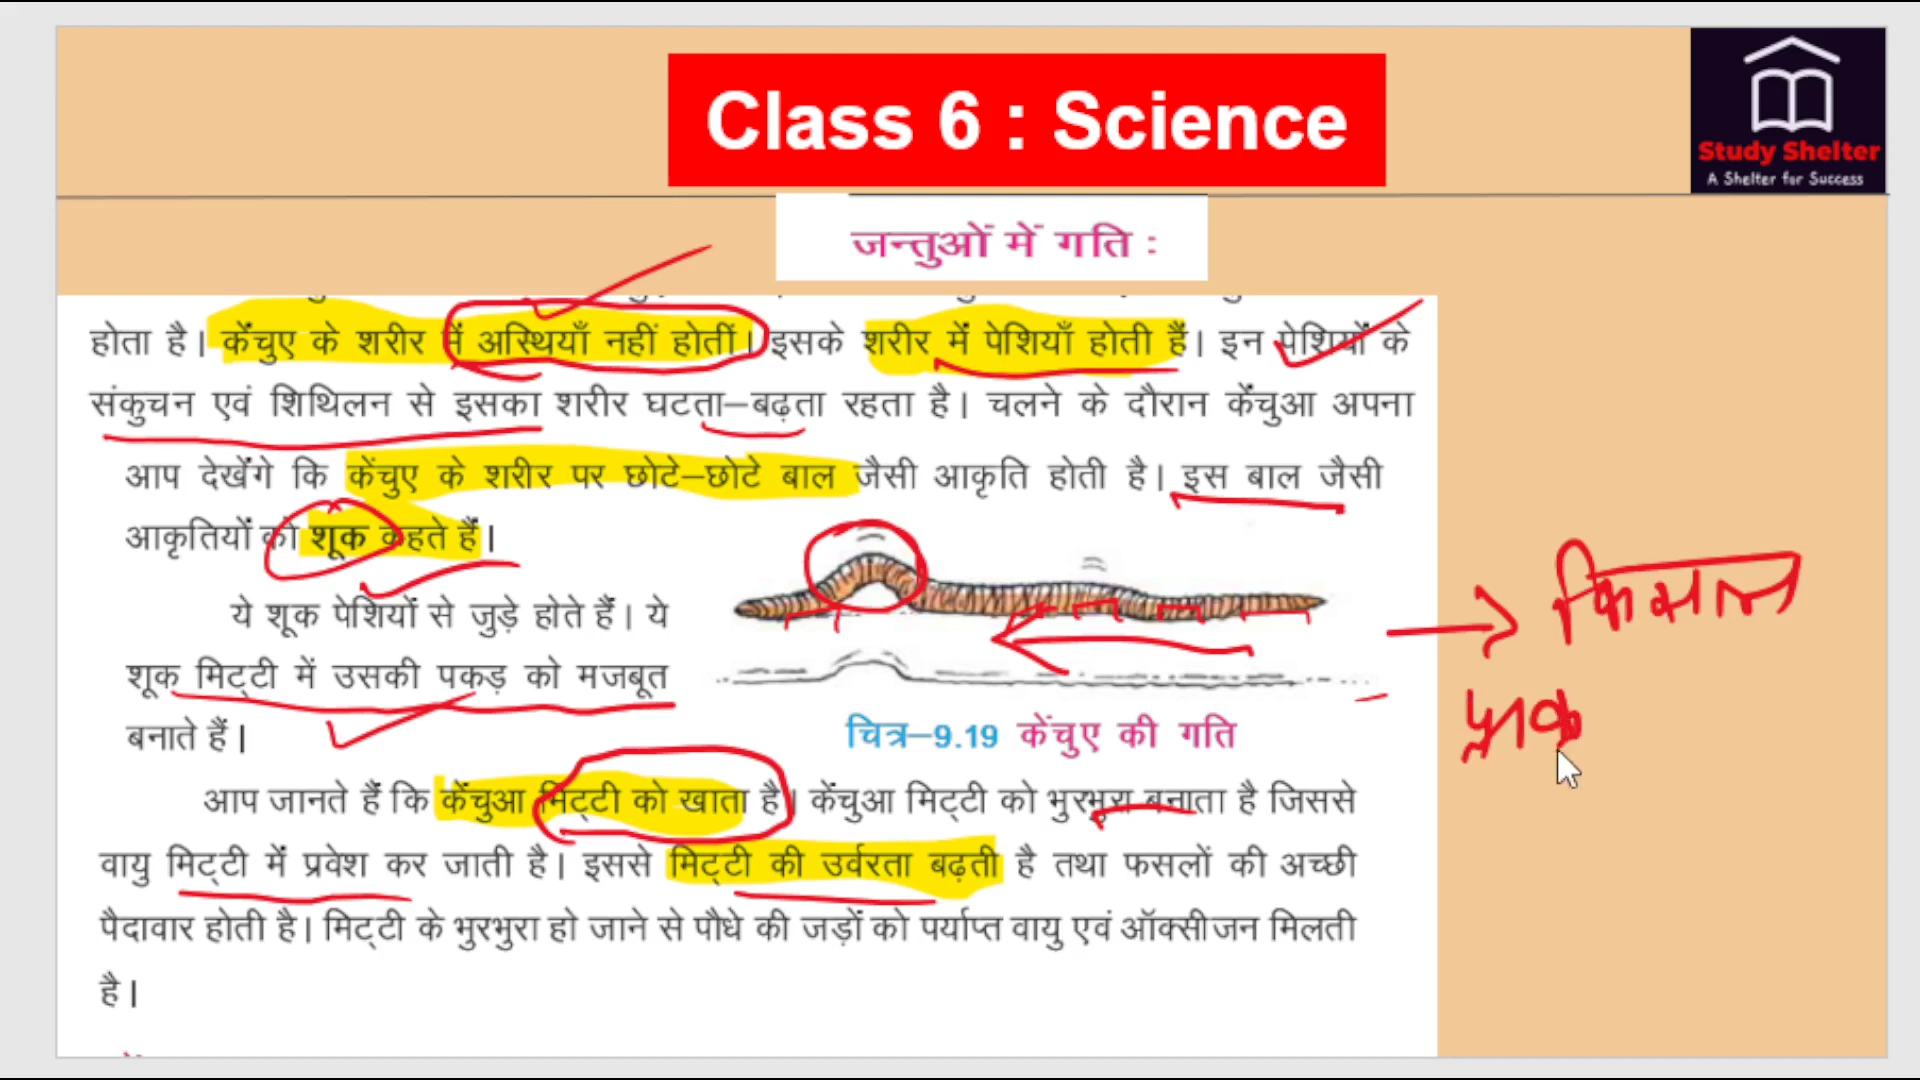 Class 6 : Science
Study Shelter
A Shelter for Success
जन्तुओं में गति :
होता है। केंचुए के शरीर में अस्थियाँ नहीं होतीं। इसके शरीर में पेशियाँ होती हैं। इन पेशियों के
संकुचन एवं शिथिलन से इसका शरीर घटता–बढ़ता रहता है। चलने के दौरान केंचुआ अपना
आप देखेंगे कि केंचुए के शरीर पर छोटे–छोटे बाल जैसी आकृति होती है। इस बाल जैसी
आकृतियों को शूक कहते हैं।
ये शूक पेशियों से जुड़े होते हैं। ये
शूक मिट्टी में उसकी पकड़ को मजबूत
बनाते हैं।
चित्र–9.19 केंचुए की गति
किसान
आप जानते हैं कि केंचुआ मिट्टी को खाता है। केंचुआ मिट्टी को भुरभुरा बनाता है जिससे
वायु मिट्टी में प्रवेश कर जाती है। इससे मिट्टी की उर्वरता बढ़ती है तथा फसलों की अच्छी
पैदावार होती है। मिट्टी के भुरभुरा हो जाने से पौधे की जड़ों को पर्याप्त वायु एवं ऑक्सीजन मिलती
है।